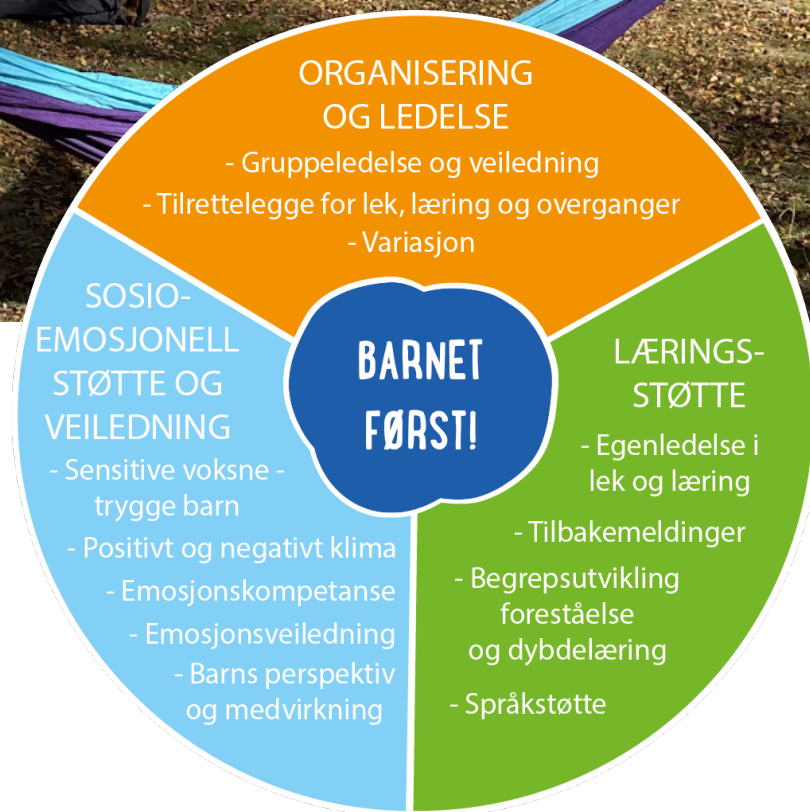 ORGANISERING
OG LEDELSE
- Gruppeledelse og veiledning
- Tilrettelegge for lek, læring og overganger
- Variasjon
SOSIO-
EMOSJONELL
STØTTE OG
VEILEDNING
- Sensitive voksne -
trygge barn
- Positivt og negativt klima
- Emosjonskompetanse
- Emosjonsveiledning
- Barns perspektiv
og medvirkning
BARNET
FØRST!
LÆRINGS-
STØTTE
- Egenledelse i
lek og læring
- Tilbakemeldinger
- Begrepsutvikling
foreståelse
og dybdelæring
- Språkstøtte